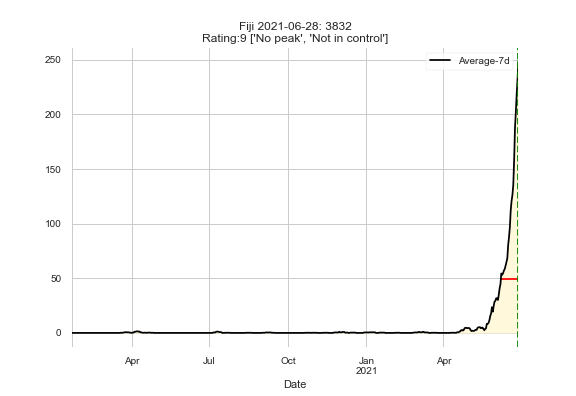 Fiji 2021-06-28: 3832
Rating:9 ['No peak', 'Not in control']
Average-7d
250
200
150
100
50
0
Apr
Jul
Oct
Jan
2021
Apr
Date